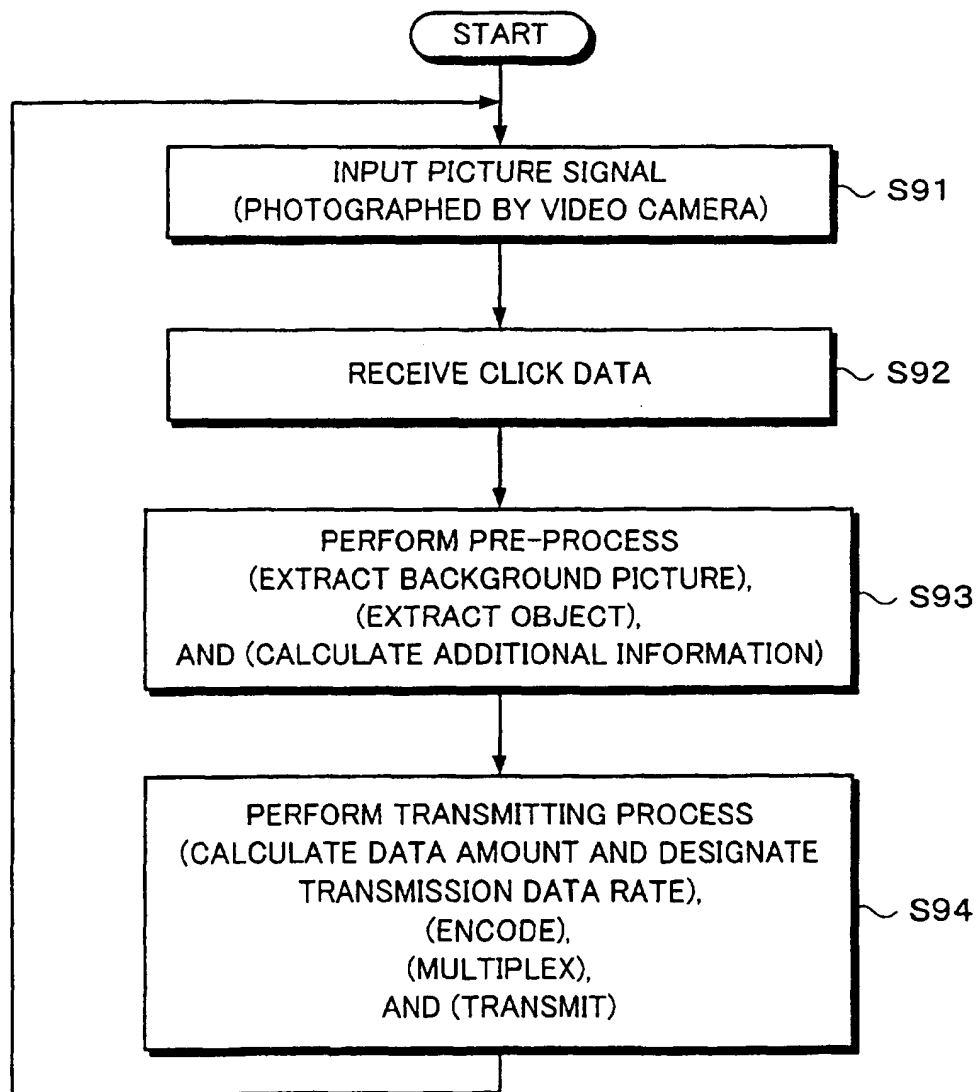 START
INPUT PICTURE SIGNAL
(PHOTOGRAPHED BY VIDEO CAMERA)
S91
RECEIVE CLICK DATA
S92
PERFORM PRE-PROCESS
(EXTRACT BACKGROUND PICTURE),
(EXTRACT OBJECT),
AND (CALCULATE ADDITIONAL INFORMATION)
S93
PERFORM TRANSMITTING PROCESS
(CALCULATE DATA AMOUNT AND DESIGNATE
TRANSMISSION DATA RATE),
(ENCODE),
(MULTIPLEX),
AND (TRANSMIT)
S94